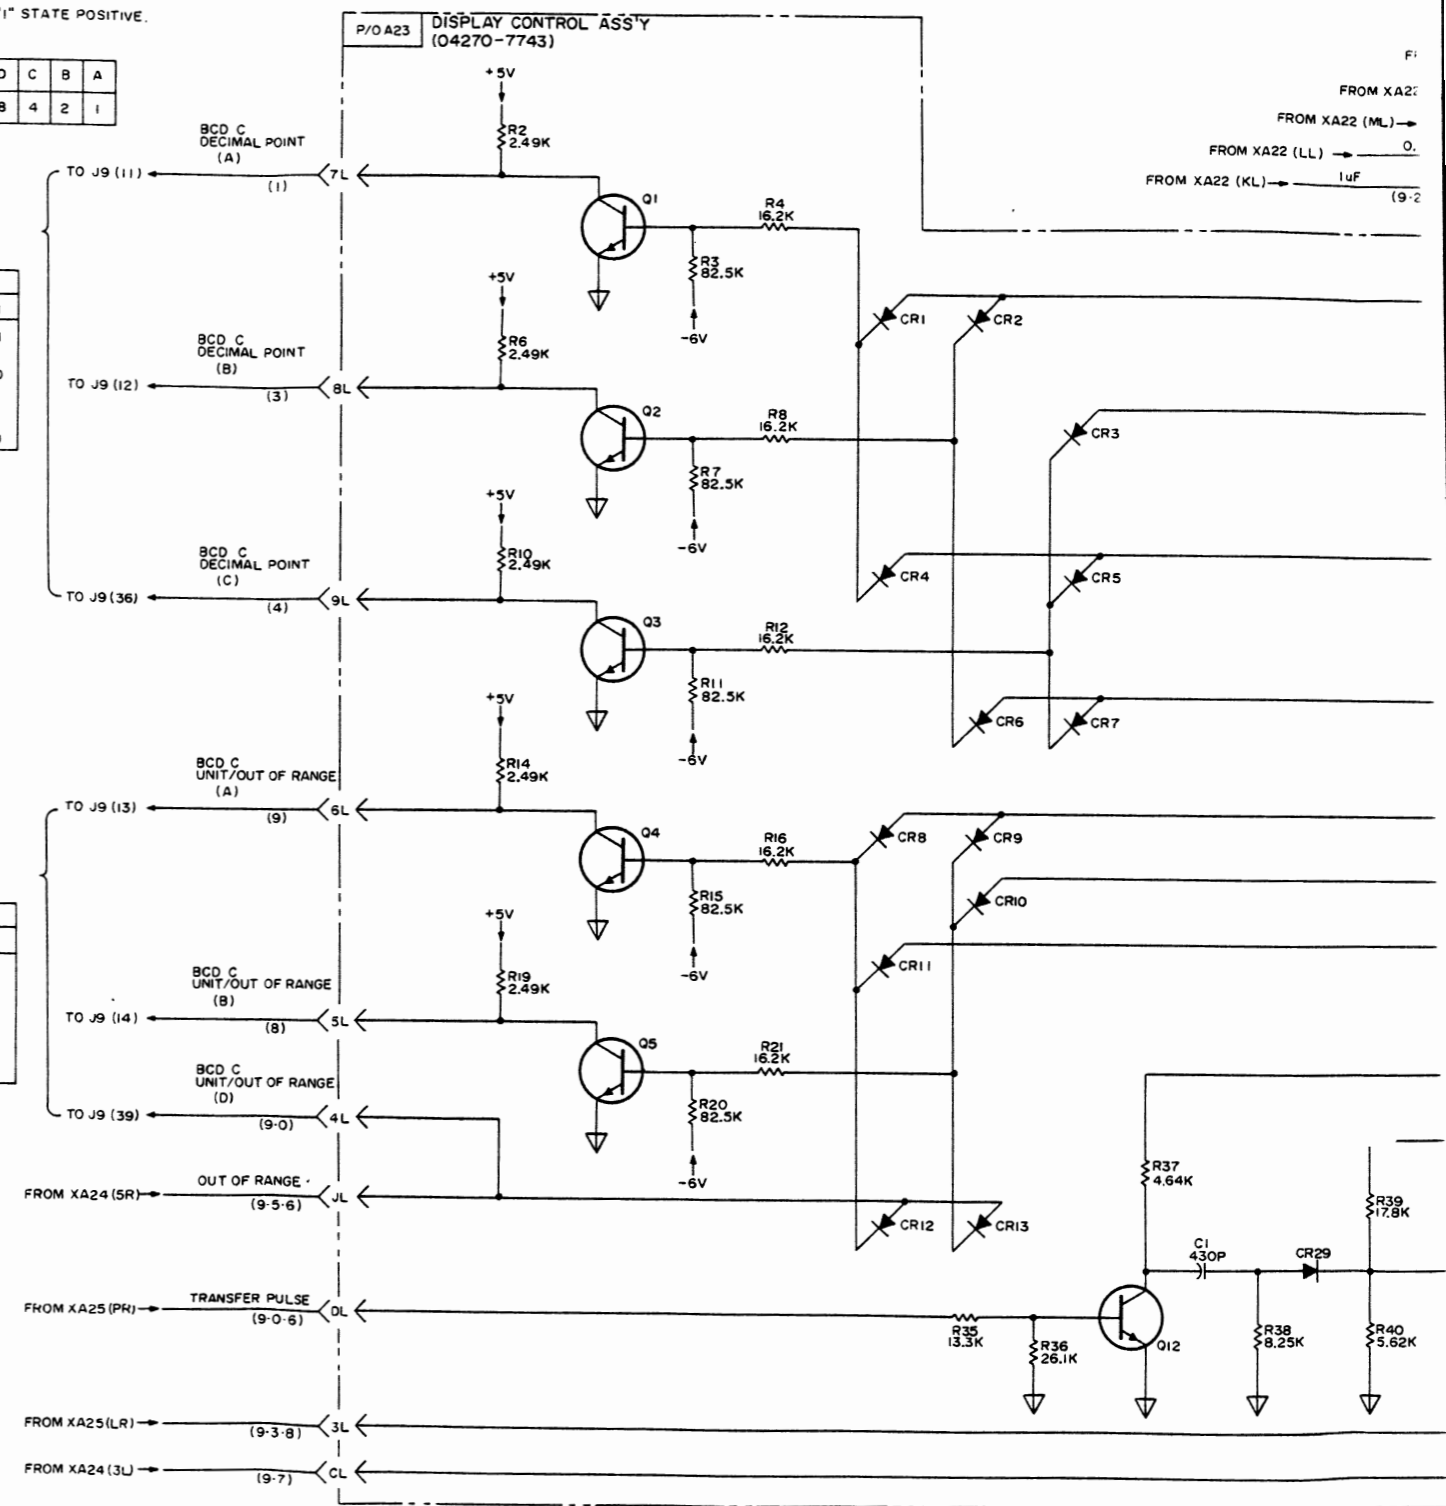 "1" STATE POSITIVE.
P/O A23
DISPLAY CONTROL ASS'Y
(04270-7743)
C B A
4 2 1
FROM XA22 (ML)
FROM XA22 (LL)
0.
FROM XA22 (KL)
1uF
+5V
R2
2.49K
BCD C
DECIMAL POINT
(A)
TO J9 (11)
(1)
7L
Q1
R4
16.2K
R3
82.5K
-6V
CR1
CR2
+5V
R6
2.49K
BCD C
DECIMAL POINT
(B)
TO J9 (12)
(3)
8L
Q2
R8
16.2K
R7
82.5K
-6V
CR3
+5V
R10
2.49K
BCD C
DECIMAL POINT
(C)
TO J9 (36)
(4)
9L
Q3
R12
16.2K
R11
82.5K
-6V
CR4
CR5
CR6
CR7
+5V
R14
2.49K
BCD C
UNIT/OUT OF RANGE
(A)
TO J9 (13)
(9)
6L
Q4
R16
16.2K
R15
82.5K
-6V
CR8
CR9
CR10
CR11
+5V
R19
2.49K
BCD C
UNIT/OUT OF RANGE
(B)
TO J9 (14)
(8)
5L
Q5
R21
16.2K
R20
82.5K
-6V
BCD C
UNIT/OUT OF RANGE
(D)
TO J9 (39)
(9-0)
4L
OUT OF RANGE
FROM XA24 (5R)
(9-5-6)
JL
CR12
CR13
R37
4.64K
R39
17.8K
C1
430P
CR29
TRANSFER PULSE
FROM XA25 (PR)
(9-0-6)
DL
R35
13.3K
R36
26.1K
Q12
R38
8.25K
R40
5.62K
FROM XA25 (LR)
(9-3-8)
3L
FROM XA24 (3L)
(9-7)
CL